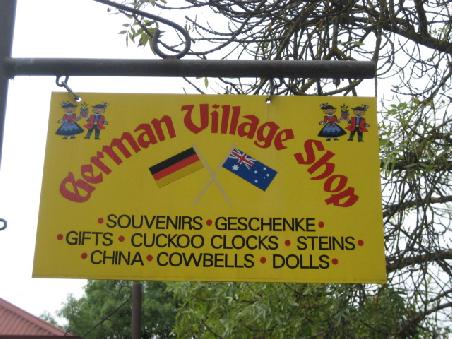 German Village Shop
•SOUVENIRS•GESCHENKE•
•GIFTS•CUCKOO CLOCKS•STEINS•
•CHINA•COWBELLS•DOLLS•